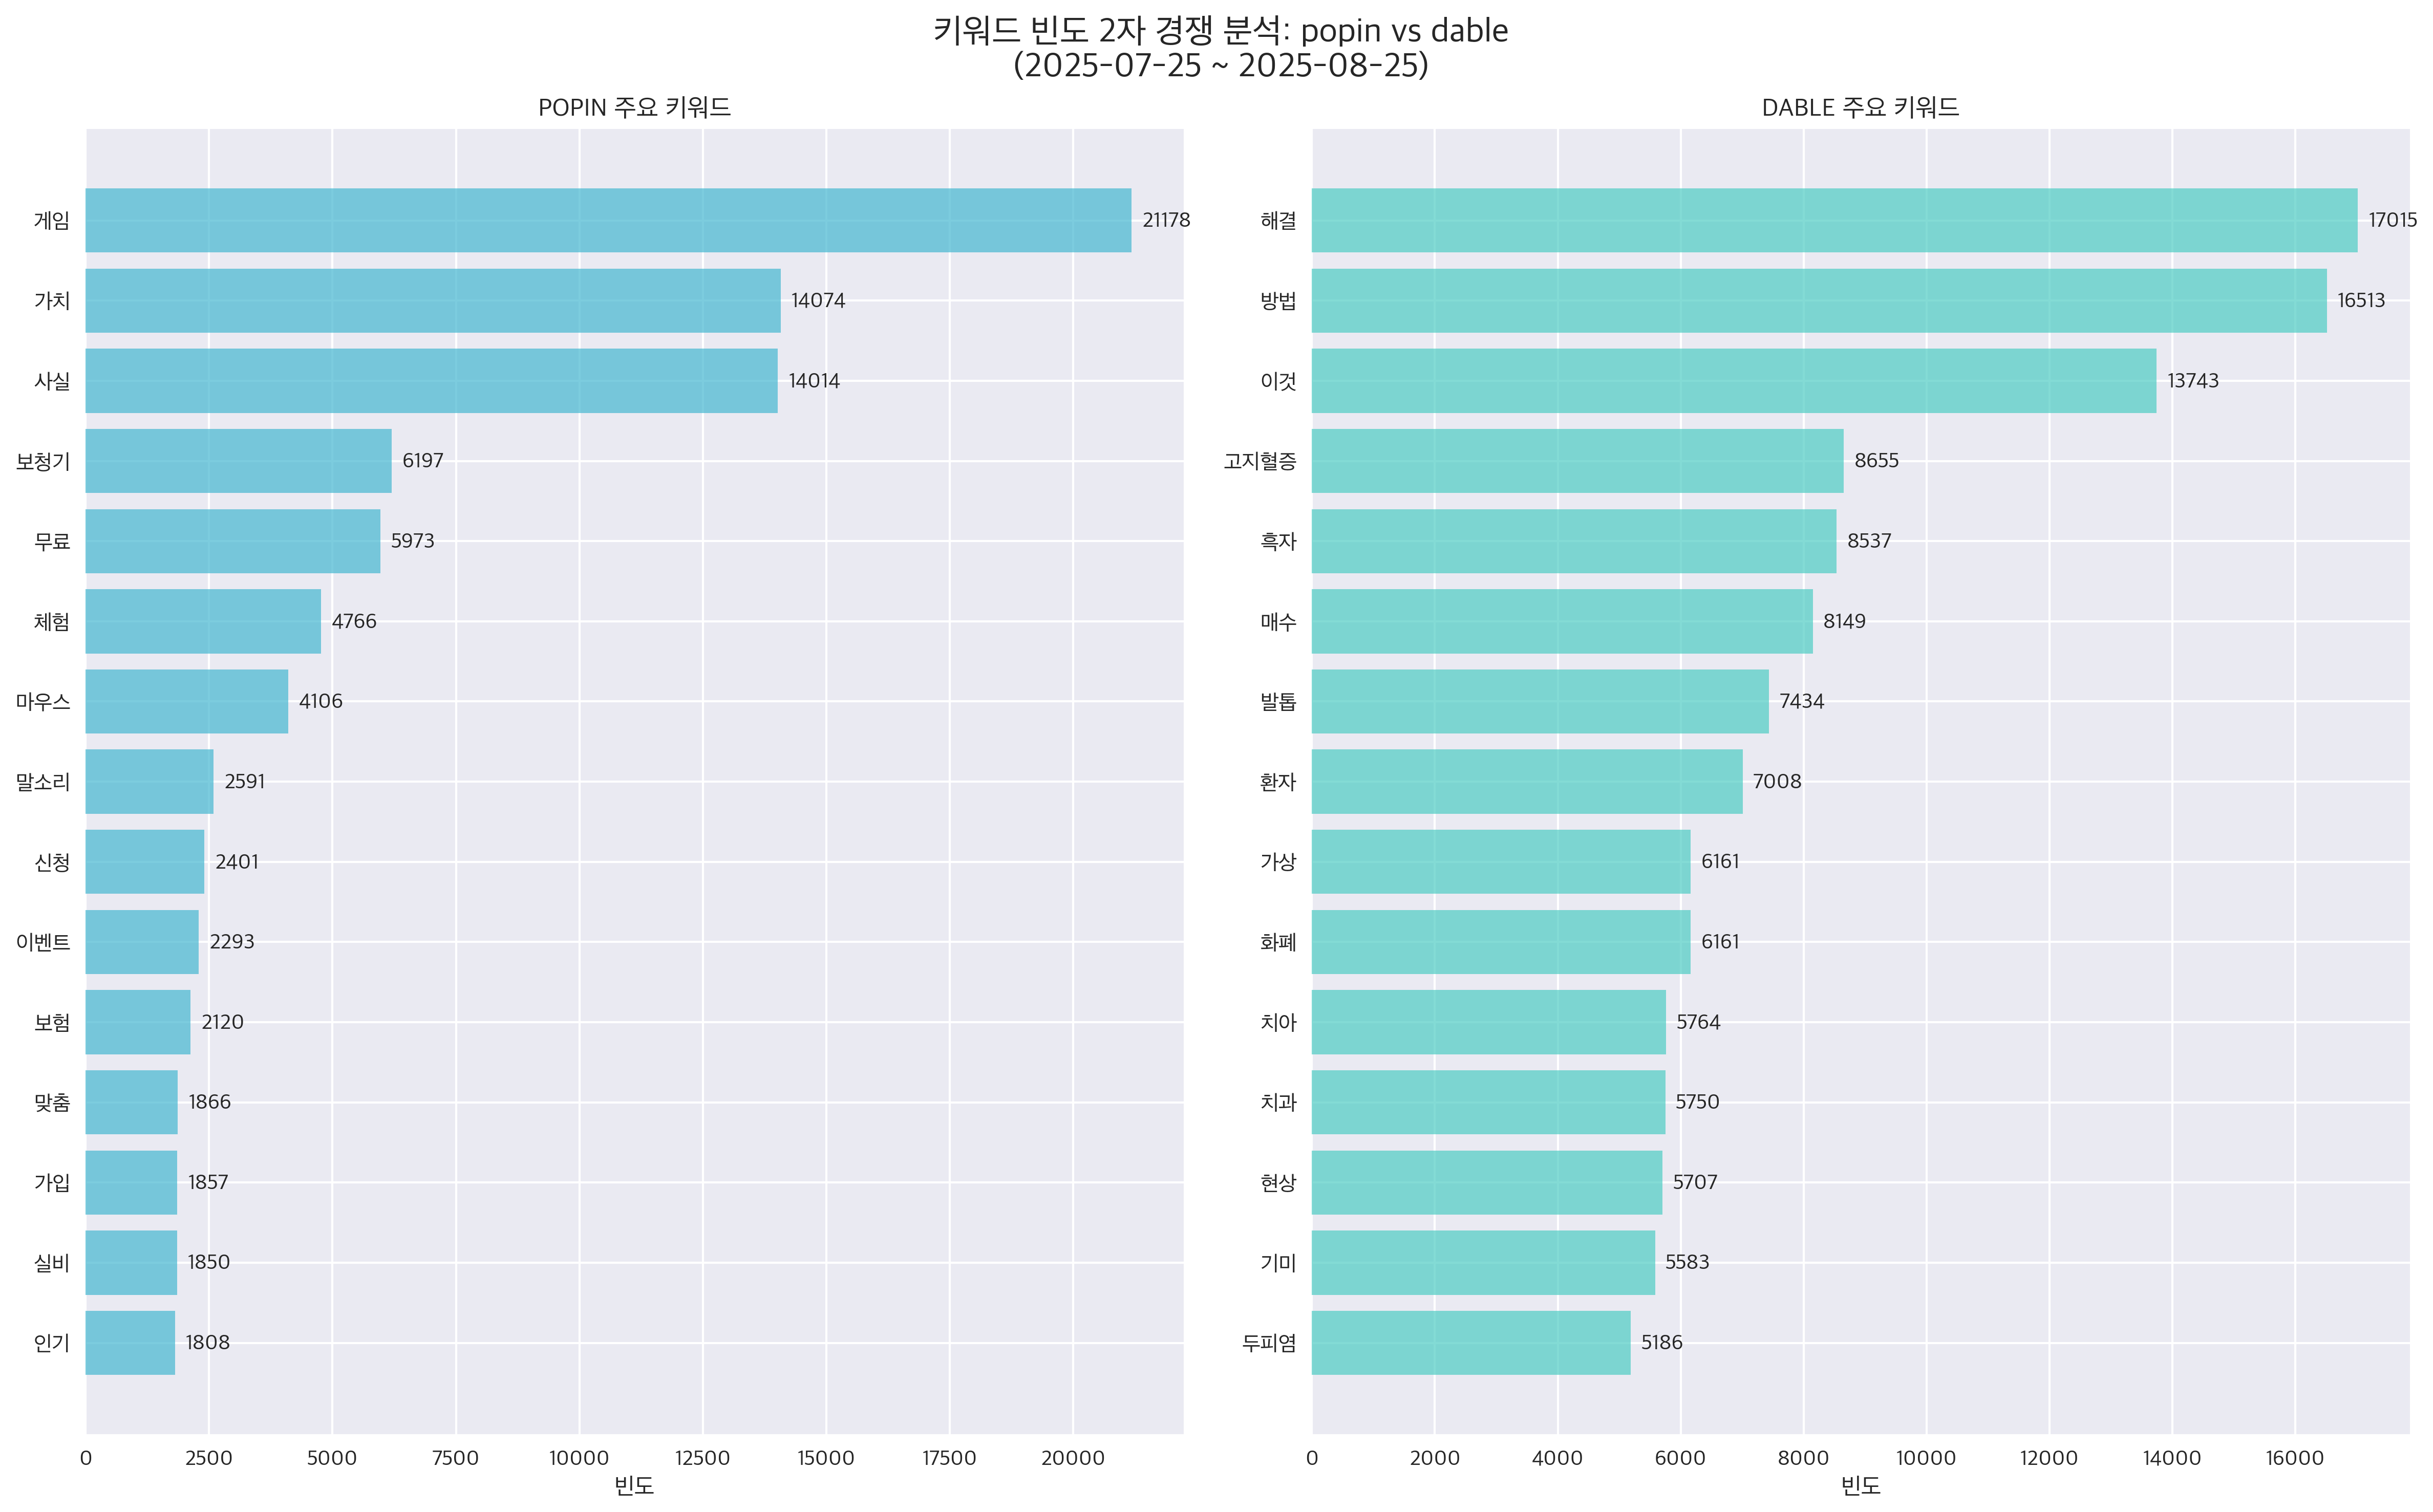 키워드 빈도 2자 경쟁 분석: popin vs dable
(2025-07-25 ~ 2025-08-25)
POPIN 주요 키워드
게임 21178
가치 14074
사실 14014
보청기 6197
무료 5973
체험 4766
마우스 4106
말소리 2591
신청 2401
이벤트 2293
보험 2120
맞춤 1866
가입 1857
실비 1850
인기 1808
0 2500 5000 7500 10000 12500 15000 17500 20000
빈도
DABLE 주요 키워드
해결 17015
방법 16513
이것 13743
고지혈증 8655
흑자 8537
매수 8149
발톱 7434
환자 7008
가상 6161
화폐 6161
치아 5764
치과 5750
현상 5707
기미 5583
두피염 5186
0 2000 4000 6000 8000 10000 12000 14000 16000
빈도